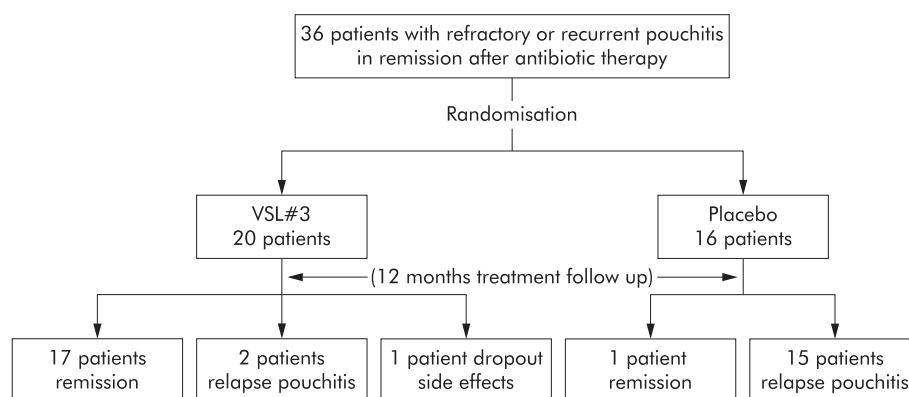 36 patients with refractory or recurrent pouchitis
in remission after antibiotic therapy
Randomisation
VSL#3
20 patients
Placebo
16 patients
(12 months treatment follow up)
17 patients
remission
2 patients
relapse pouchitis
1 patient dropout
side effects
1 patient
remission
15 patients
relapse pouchitis